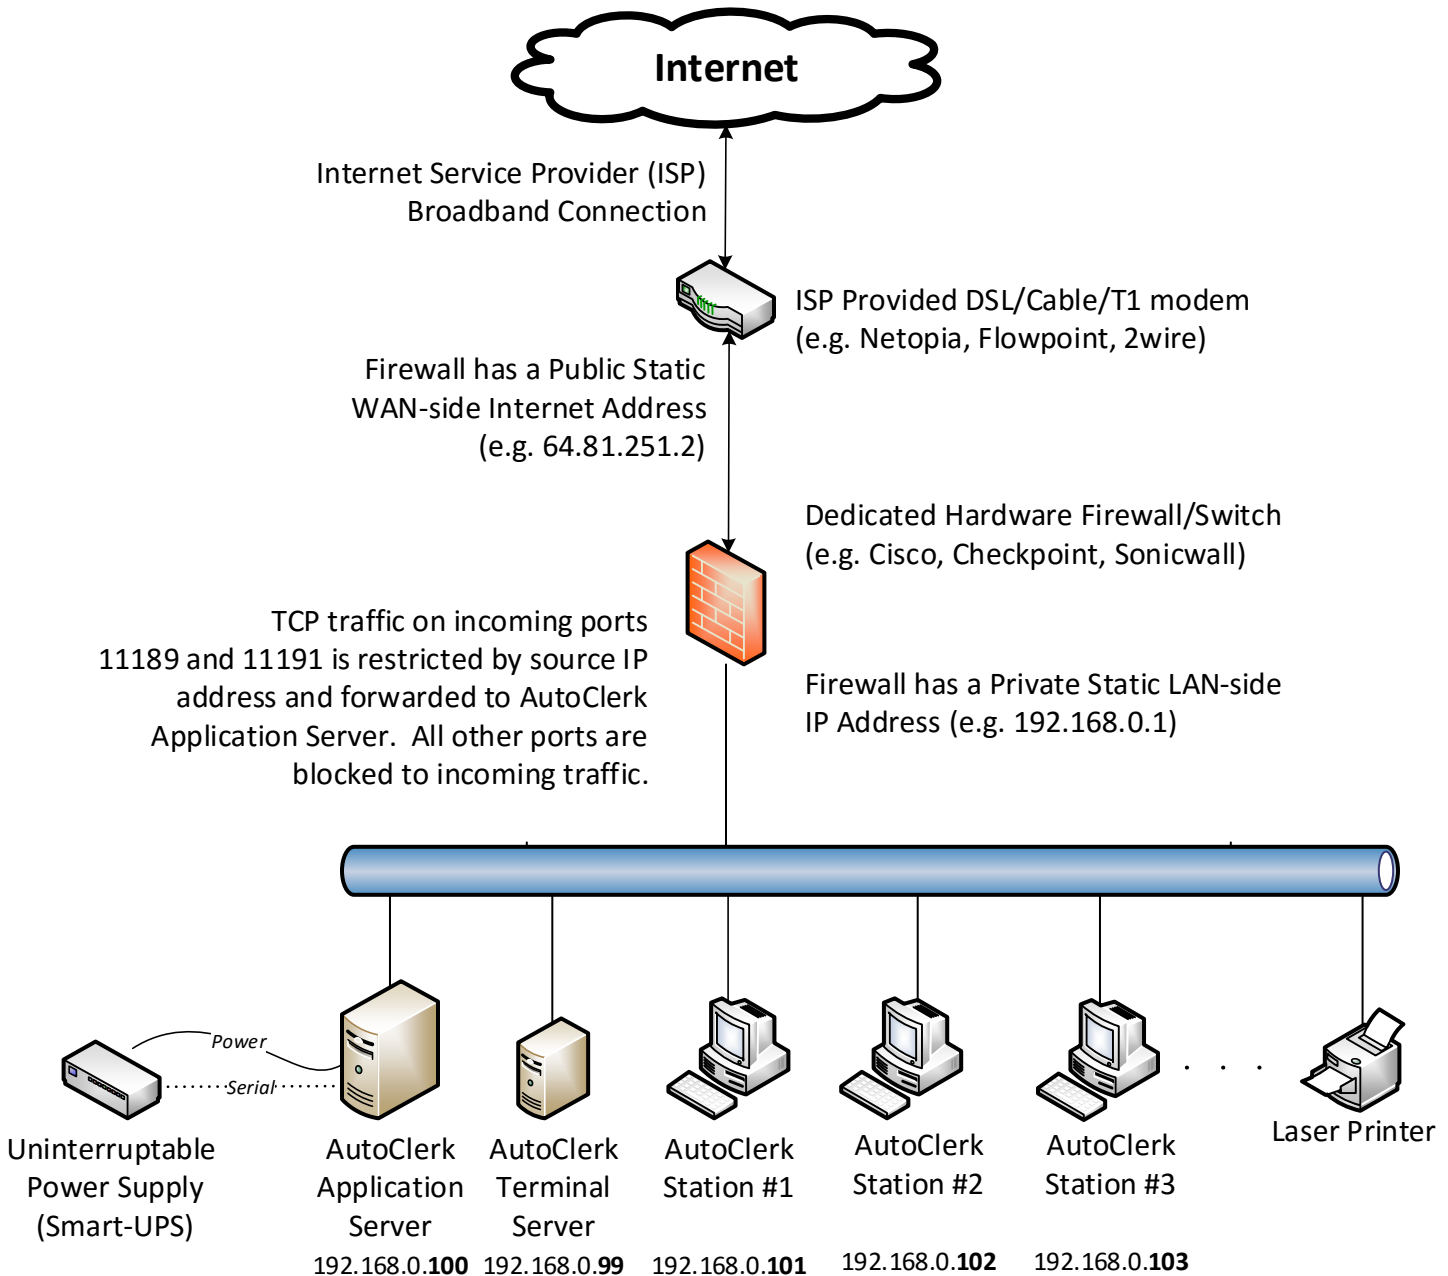 Internet
Internet Service Provider (ISP)
Broadband Connection
ISP Provided DSL/Cable/T1 modem
(e.g. Netopia, Flowpoint, 2wire)
Firewall has a Public Static
WAN-side Internet Address
(e.g. 64.81.251.2)
Dedicated Hardware Firewall/Switch
(e.g. Cisco, Checkpoint, Sonicwall)
TCP traffic on incoming ports
11189 and 11191 is restricted by source IP
address and forwarded to AutoClerk
Application Server.  All other ports are
blocked to incoming traffic.
Firewall has a Private Static LAN-side
IP Address (e.g. 192.168.0.1)
Power
Serial
. . .
Uninterruptable
Power Supply
(Smart-UPS)
AutoClerk
Application
Server
192.168.0.100
AutoClerk
Terminal
Server
192.168.0.99
AutoClerk
Station #1
192.168.0.101
AutoClerk
Station #2
192.168.0.102
AutoClerk
Station #3
192.168.0.103
Laser Printer